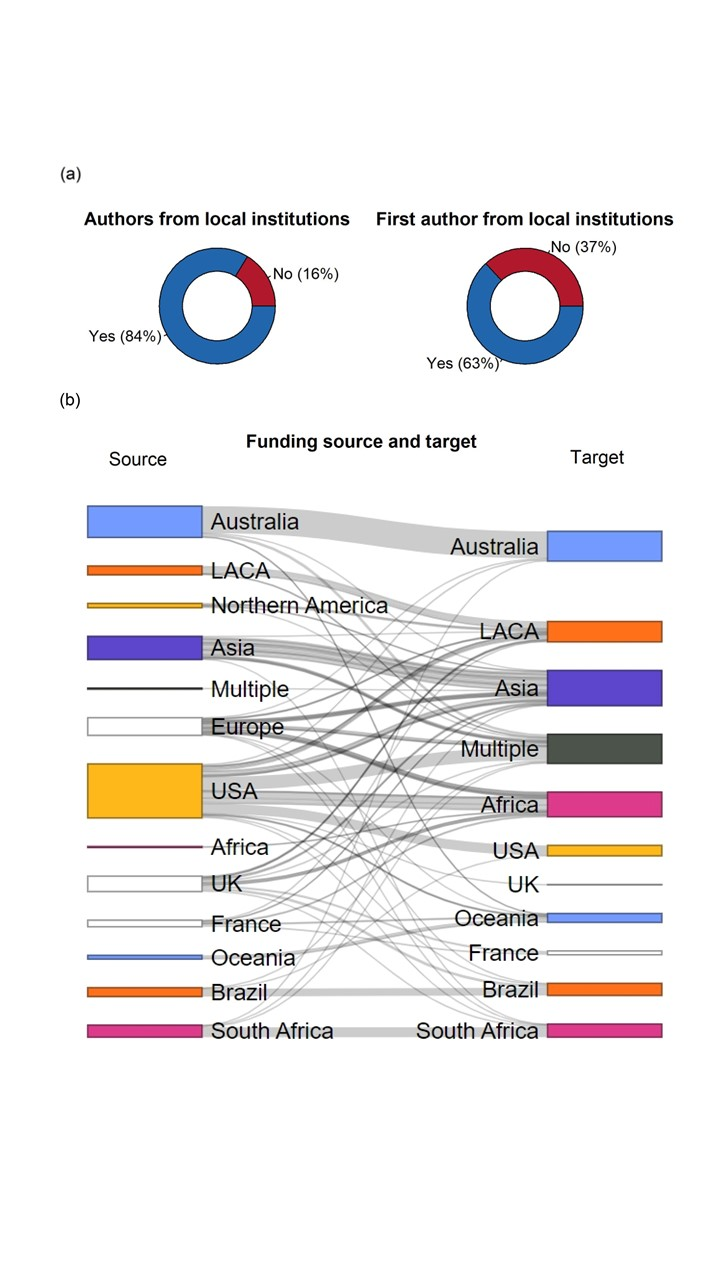 (a)
Authors from local institutions
First author from local institutions
No (37%)
No (16%)
Yes (84%)
Yes (63%)
(b)
Funding source and target
Source
Target
Australia
LACA
Northern America
Asia
Multiple
Europe
USA
Africa
UK
France
Oceania
Brazil
South Africa
Australia
LACA
Asia
Multiple
Africa
USA
UK
Oceania
France
Brazil
South Africa